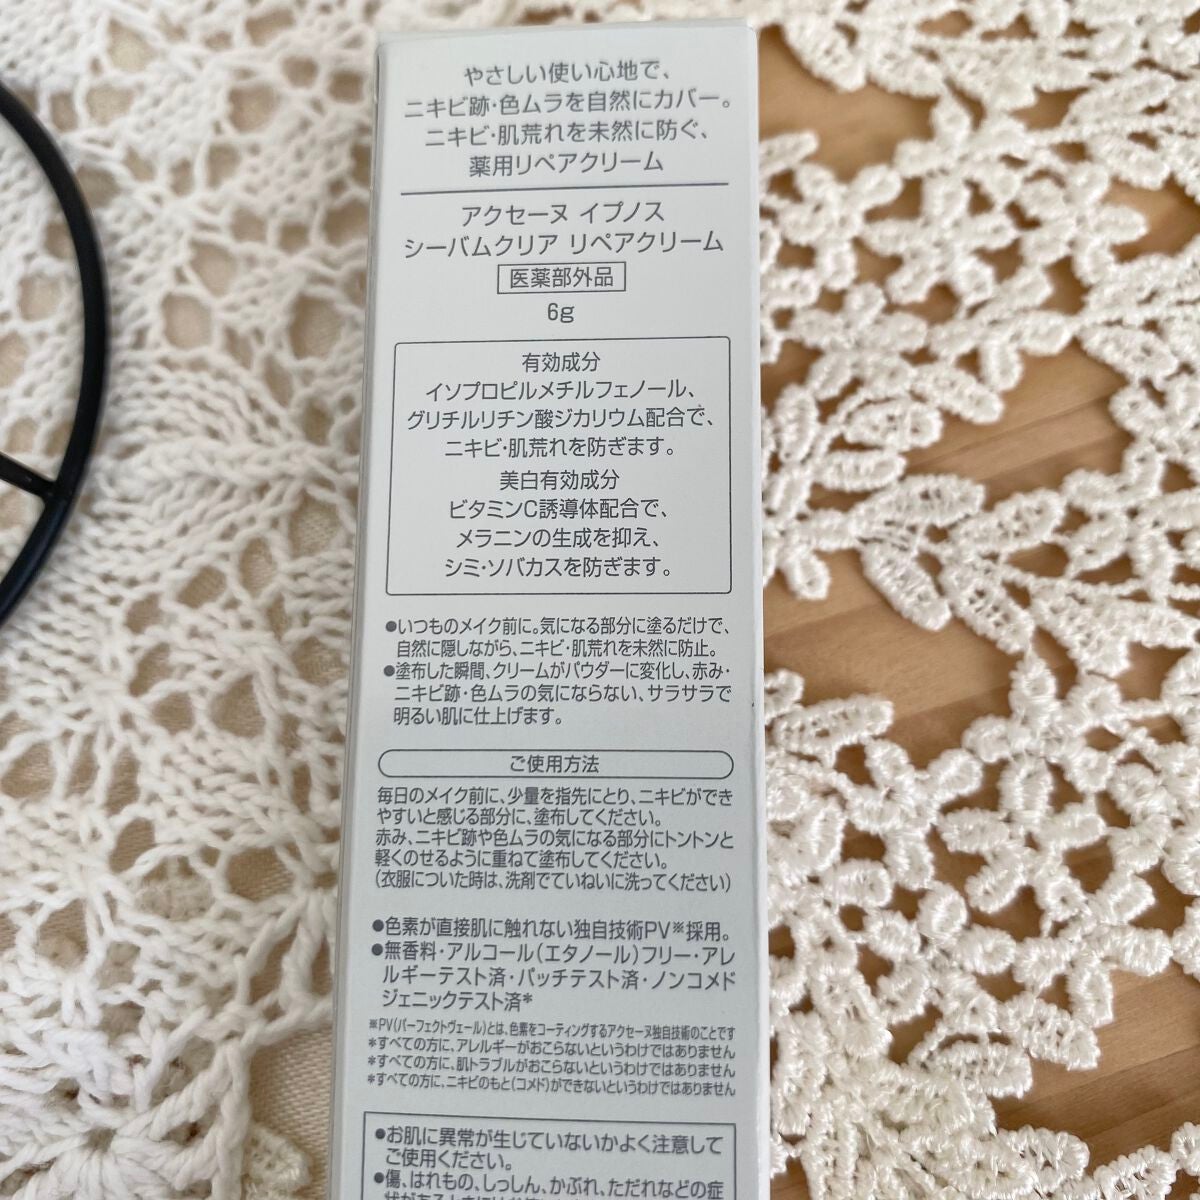 やさしい使い心地で、
ニキビ跡・色ムラを自然にカバー。
ニキビ・肌荒れを未然に防ぐ、
薬用リペアクリーム
アクセーヌ イプノス
シーバムクリア リペアクリーム
医薬部外品
6g
有効成分
イソプロピルメチルフェノール、
グリチルリチン酸ジカリウム配合で、
ニキビ・肌荒れを防ぎます。
美白有効成分
ビタミンC誘導体配合で、
メラニンの生成を抑え、
シミ・ソバカスを防ぎます。
●いつものメイク前に。気になる部分に塗るだけで、
自然に隠しながら、ニキビ・肌荒れを未然に防止。
●塗布した瞬間、クリームがパウダーに変化し、赤み・
ニキビ跡・色ムラの気にならない、サラサラで
明るい肌に仕上げます。
ご使用方法
毎日のメイク前に、少量を指先にとり、ニキビができ
やすいと感じる部分に、塗布してください。
赤み、ニキビ跡や色ムラの気になる部分にトントンと
軽くのせるように重ねて塗布してください。
(衣服についた時は、洗剤でていねいに洗ってください)
●色素が直接肌に触れない独自技術PV※採用。
●無香料・アルコール(エタノール)フリー・アレ
ルギーテスト済・パッチテスト済・ノンコメド
ジェニックテスト済*
※PV(パーフェクトヴェール)とは、色素をコーティングするアクセーヌ独自技術のことです
*すべての方に、アレルギーがおこらないというわけではありません
*すべての方に、肌トラブルがおこらないというわけではありません
*すべての方に、ニキビのもと(コメド)ができないというわけではありません
●お肌に異常が生じていないかよく注意して
ご使用ください。
●傷、はれもの、しっしん、かぶれ、ただれなどの症